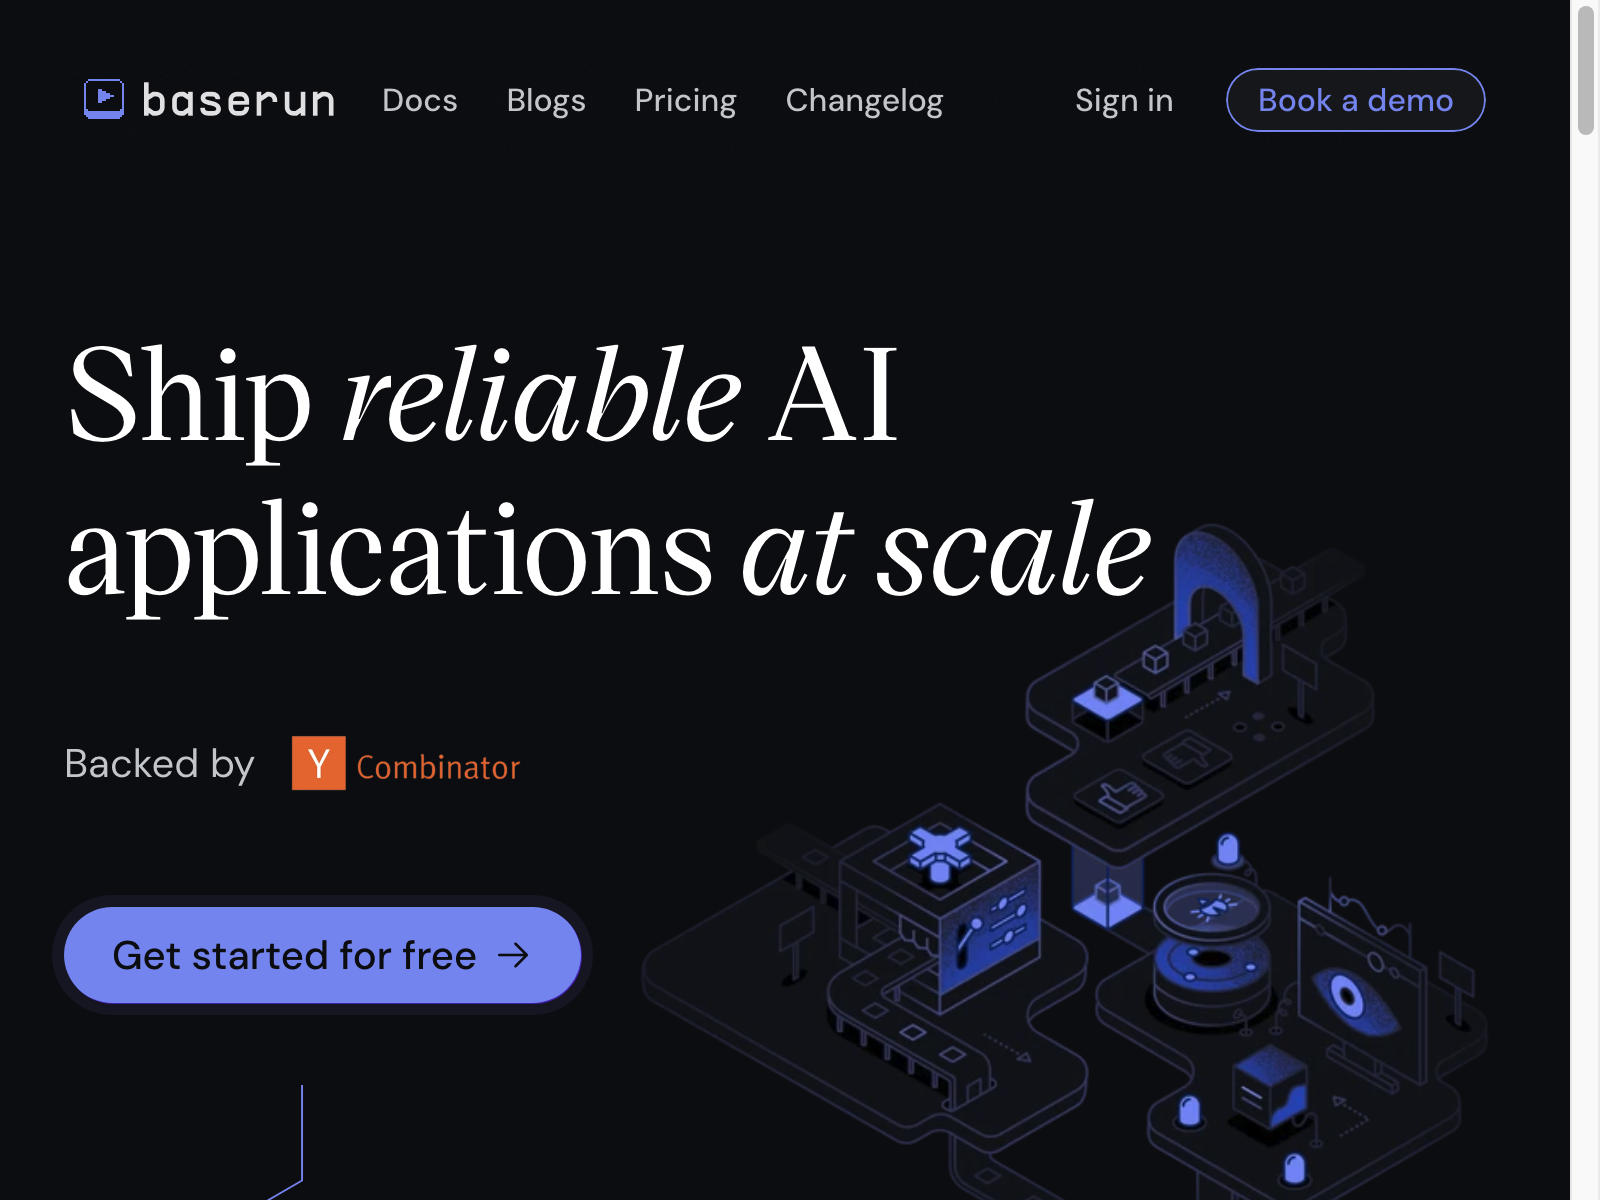 baserun Docs Blogs Pricing Changelog Sign in Book a demo
Ship reliable AI
applications at scale
Backed by Y Combinator
Get started for free →